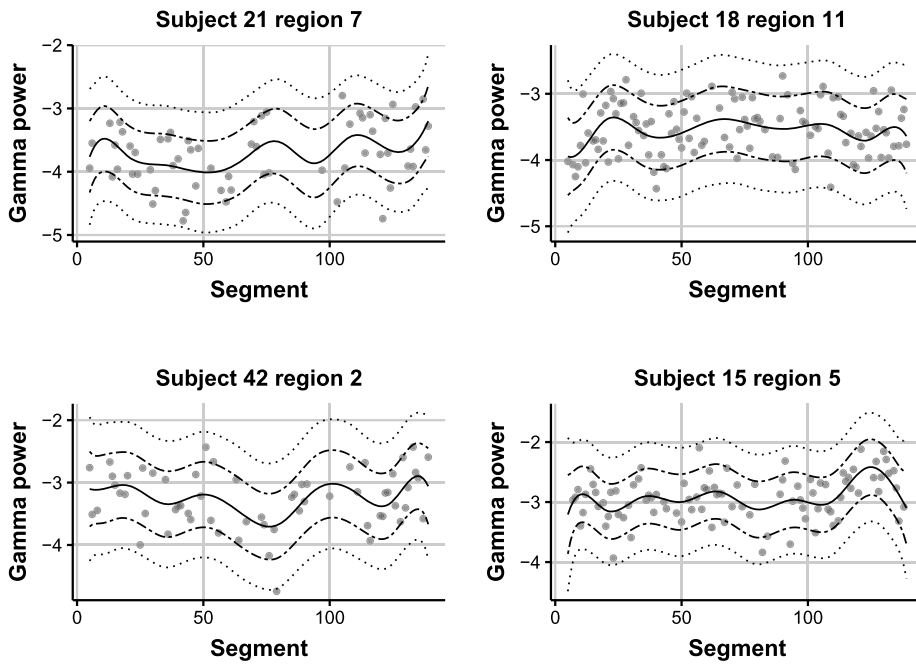 Subject 21 region 7
Gamma power
−2
−3
−4
−5
0 50 100
Segment
Subject 18 region 11
Gamma power
−3
−4
−5
0 50 100
Segment
Subject 42 region 2
Gamma power
−2
−3
−4
0 50 100
Segment
Subject 15 region 5
Gamma power
−2
−3
−4
0 50 100
Segment